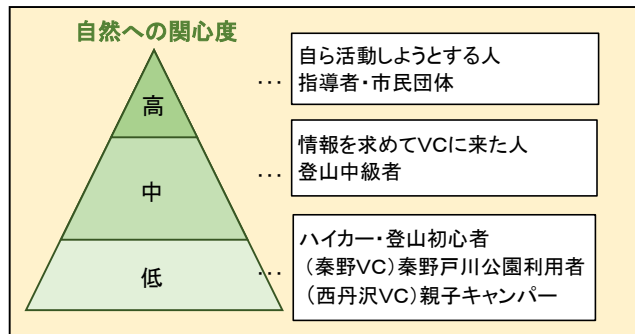 自然への関心度
高
…
自ら活動しようとする人
指導者・市民団体
中
…
情報を求めてVCに来た人
登山中級者
低
…
ハイカー・登山初心者
(秦野VC)秦野戸川公園利用者
(西丹沢VC)親子キャンパー